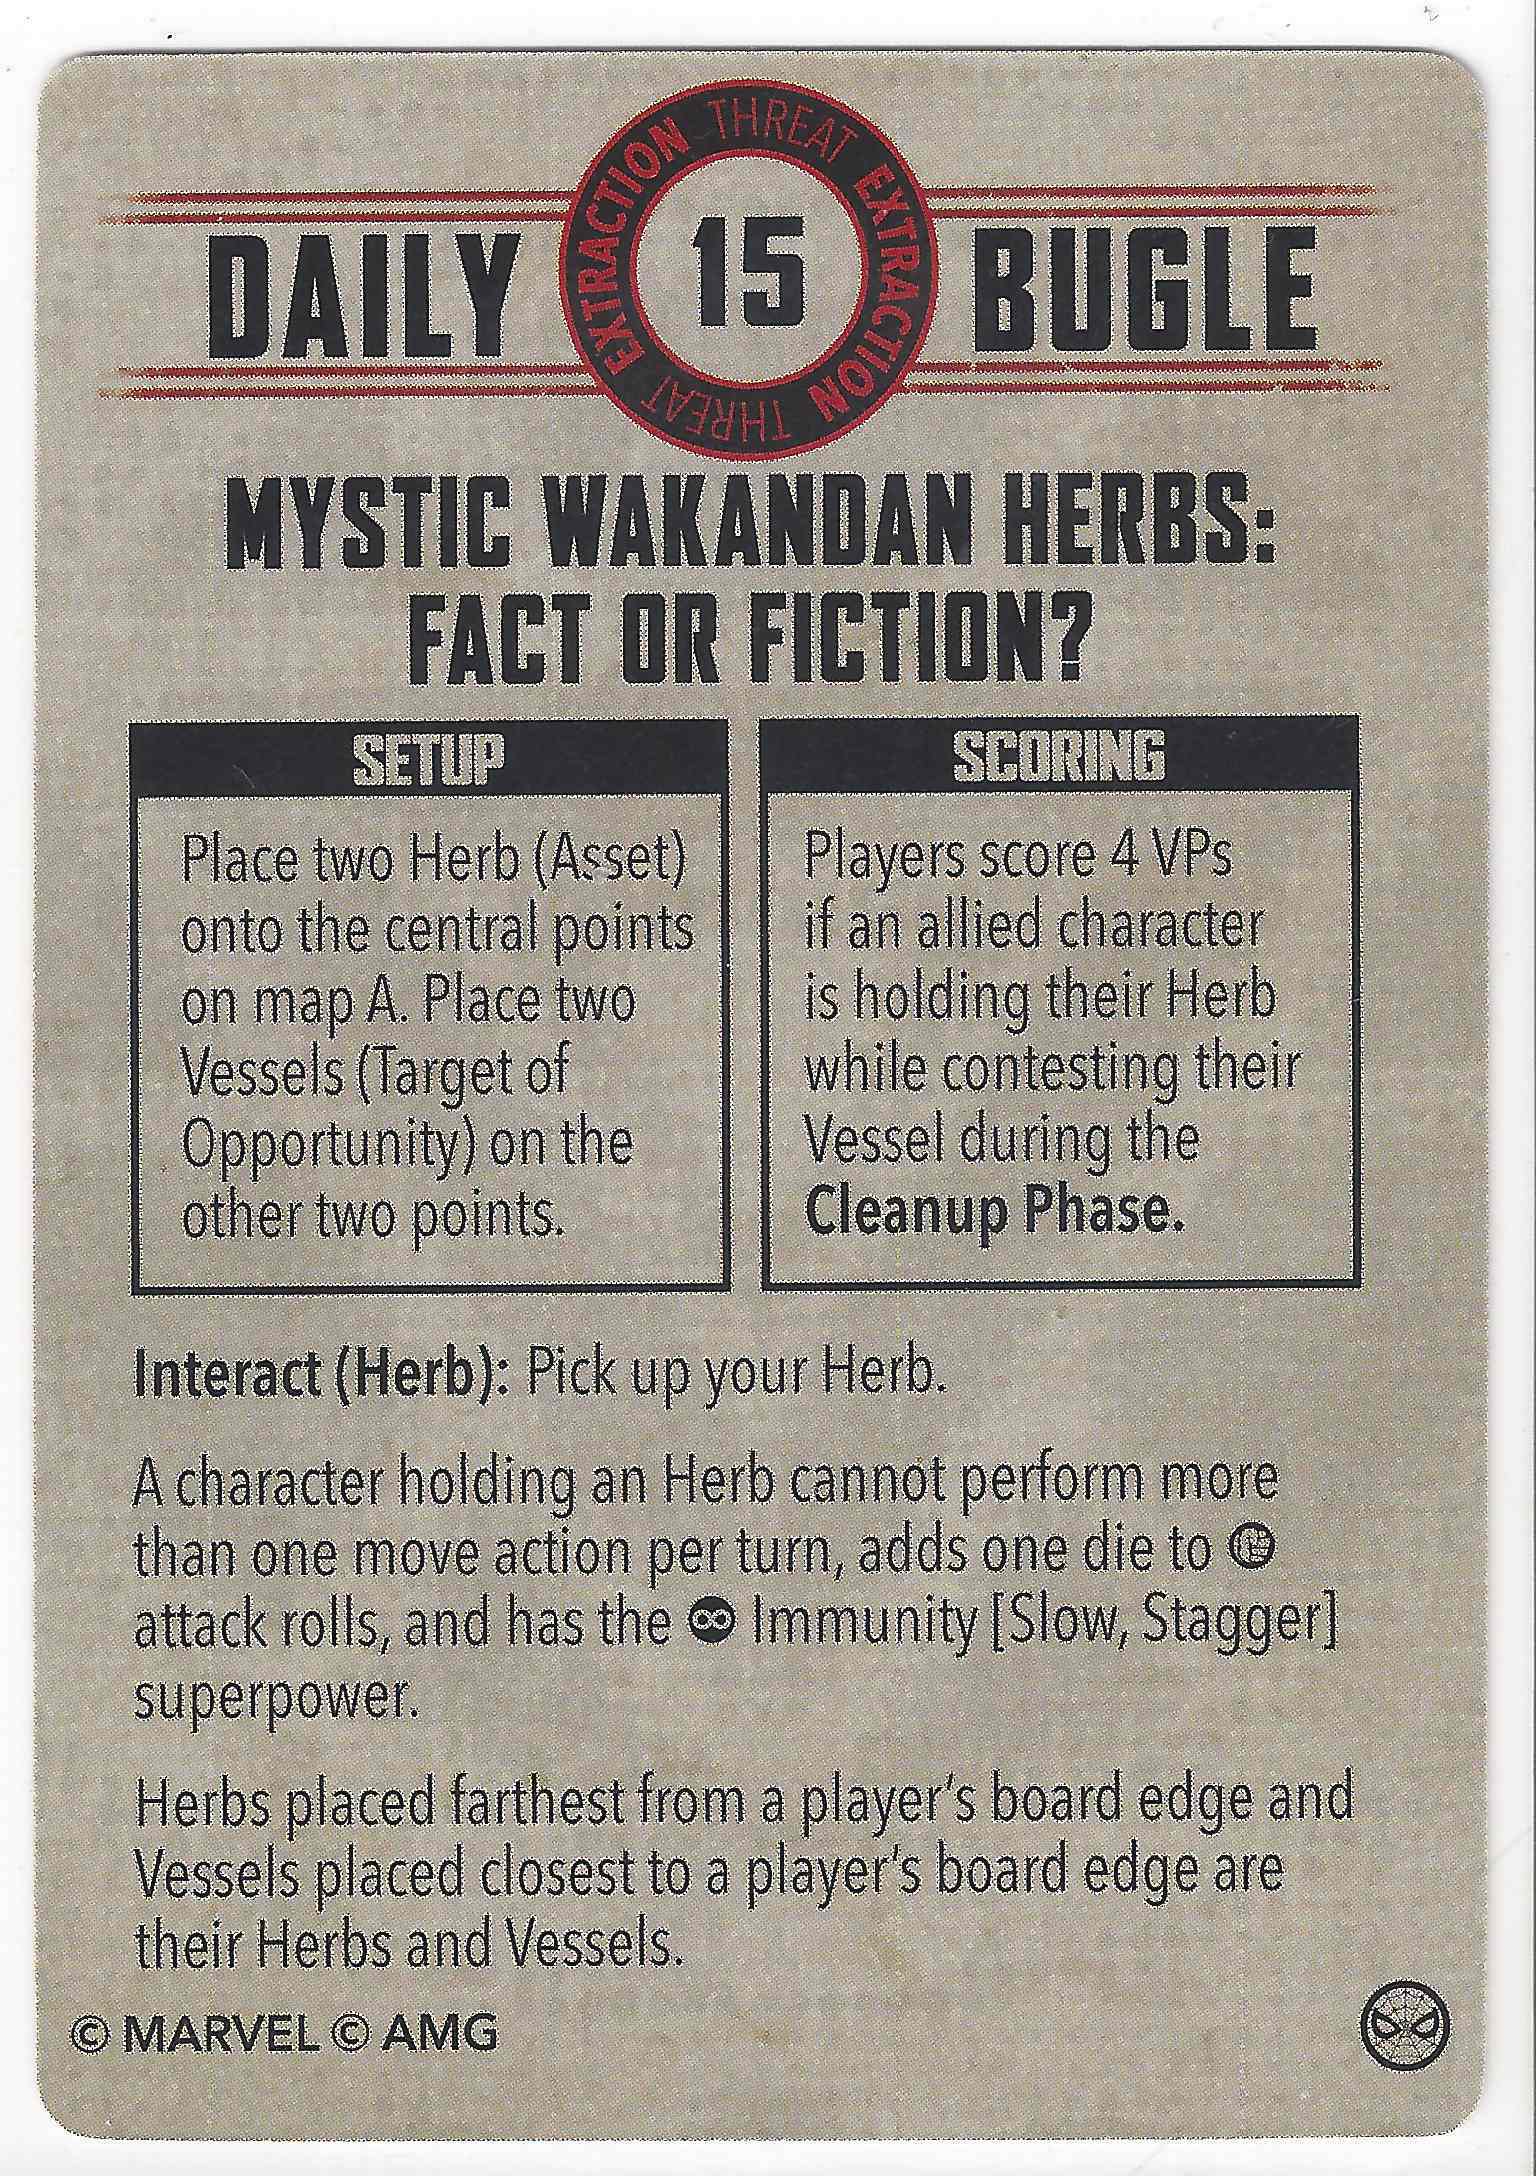 EXTRACTION THREAT EXTRACTION THREAT
DAILY 15 BUGLE
MYSTIC WAKANDAN HERBS:
FACT OR FICTION?
SETUP
Place two Herb (Asset)
onto the central points
on map A. Place two
Vessels (Target of
Opportunity) on the
other two points.
SCORING
Players score 4 VPs
if an allied character
is holding their Herb
while contesting their
Vessel during the
Cleanup Phase.
Interact (Herb): Pick up your Herb.
A character holding an Herb cannot perform more
than one move action per turn, adds one die to
attack rolls, and has the ∞ Immunity [Slow, Stagger]
superpower.
Herbs placed farthest from a player's board edge and
Vessels placed closest to a player's board edge are
their Herbs and Vessels.
© MARVEL © AMG